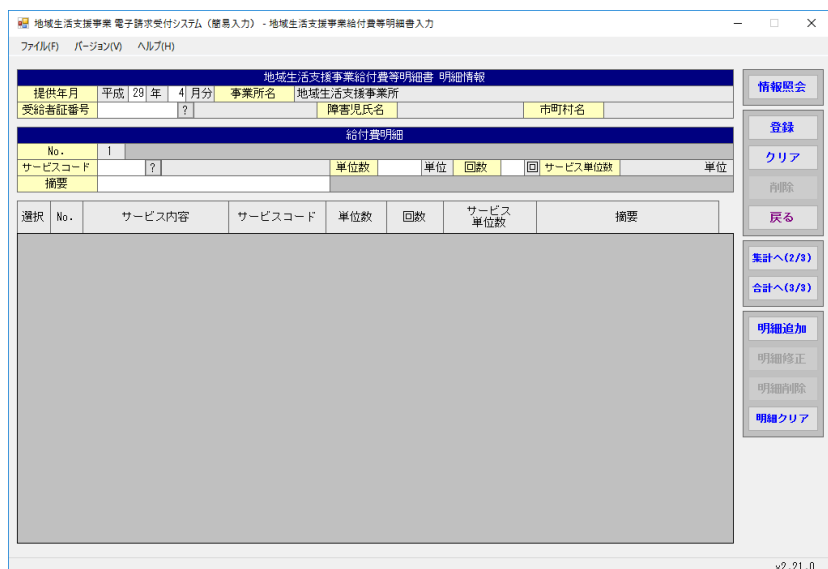 地域生活支援事業 電子請求受付システム（簡易入力） - 地域生活支援事業給付費等明細書入力
ファイル(F) バージョン(V) ヘルプ(H)
地域生活支援事業給付費等明細書 明細情報
提供年月 平成 29 年 4 月分 事業所名 地域生活支援事業所
受給者証番号 ? 障害児氏名 市町村名
給付費明細
No. 1
サービスコード ? 単位数 単位 回数 回 サービス単位数 単位
摘要
選択 No. サービス内容 サービスコード 単位数 回数 サービス単位数 摘要
情報照会
登録
クリア
削除
戻る
集計へ(2/3)
合計へ(3/3)
明細追加
明細修正
明細削除
明細クリア
v2.21.0